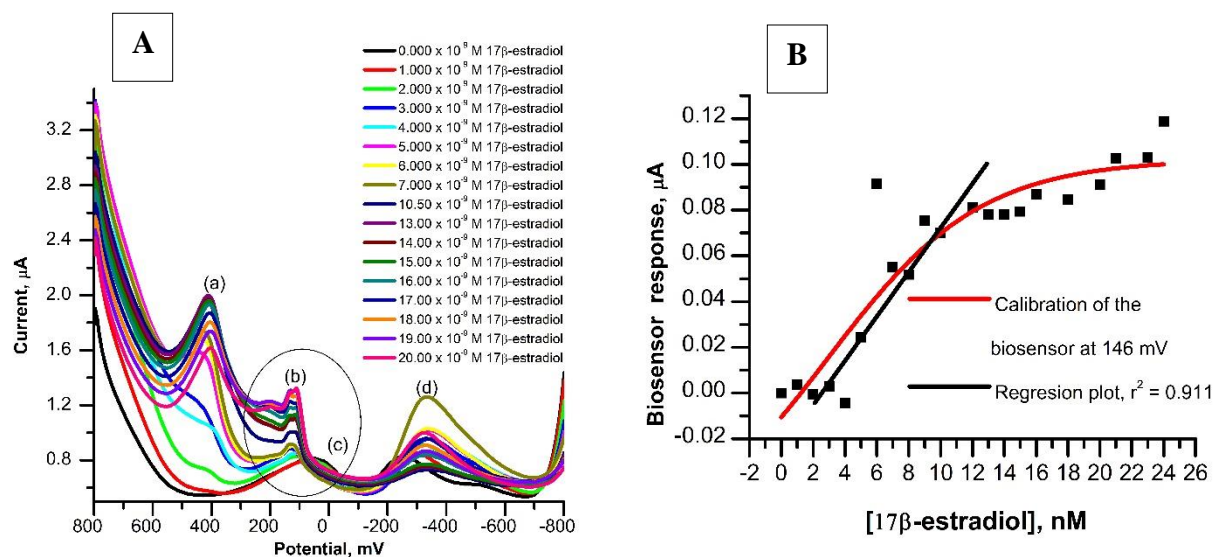 A
0.000 x 10⁻⁹ M 17β-estradiol
1.000 x 10⁻⁹ M 17β-estradiol
2.000 x 10⁻⁹ M 17β-estradiol
3.000 x 10⁻⁹ M 17β-estradiol
4.000 x 10⁻⁹ M 17β-estradiol
5.000 x 10⁻⁹ M 17β-estradiol
6.000 x 10⁻⁹ M 17β-estradiol
7.000 x 10⁻⁹ M 17β-estradiol
10.50 x 10⁻⁹ M 17β-estradiol
13.00 x 10⁻⁹ M 17β-estradiol
14.00 x 10⁻⁹ M 17β-estradiol
15.00 x 10⁻⁹ M 17β-estradiol
16.00 x 10⁻⁹ M 17β-estradiol
17.00 x 10⁻⁹ M 17β-estradiol
18.00 x 10⁻⁹ M 17β-estradiol
19.00 x 10⁻⁹ M 17β-estradiol
20.00 x 10⁻⁹ M 17β-estradiol
Current, µA
3.2
2.8
2.4
2.0
1.6
1.2
0.8
(a)
(b)
(c)
(d)
800 600 400 200 0 -200 -400 -600 -800
Potential, mV
B
Biosensor response, µA
0.12
0.10
0.08
0.06
0.04
0.02
0.00
-0.02
Calibration of the
biosensor at 146 mV
Regresion plot, r² = 0.911
-2 0 2 4 6 8 10 12 14 16 18 20 22 24 26
[17β-estradiol], nM